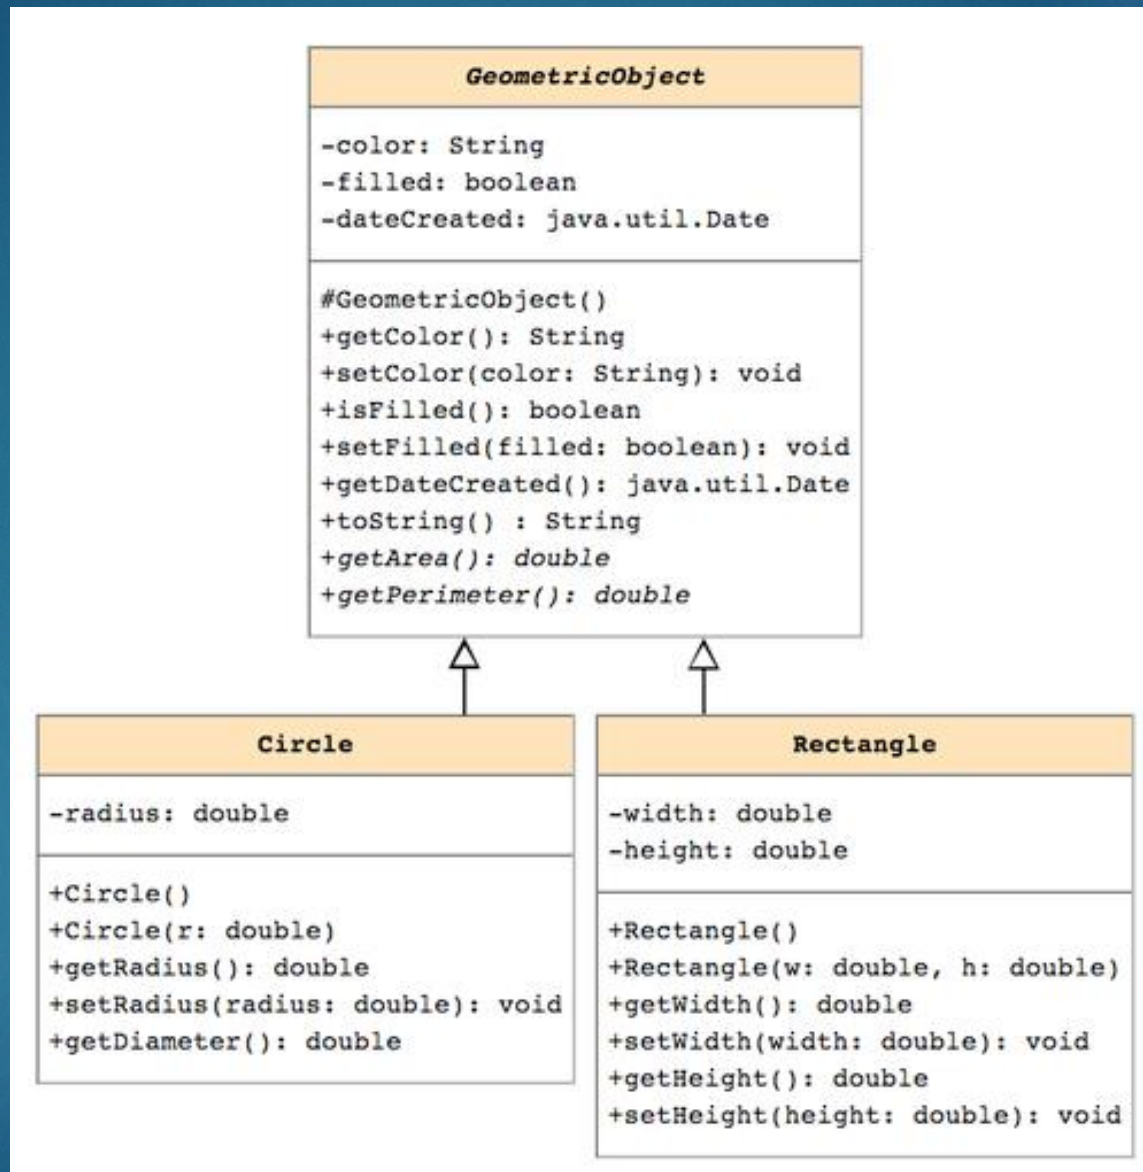 GeometricObject
-color: String
-filled: boolean
-dateCreated: java.util.Date
#GeometricObject()
+getColor(): String
+setColor(color: String): void
+isFilled(): boolean
+setFilled(filled: boolean): void
+getDateCreated(): java.util.Date
+toString() : String
+getArea(): double
+getPerimeter(): double
Circle
-radius: double
+Circle()
+Circle(r: double)
+getRadius(): double
+setRadius(radius: double): void
+getDiameter(): double
Rectangle
-width: double
-height: double
+Rectangle()
+Rectangle(w: double, h: double)
+getWidth(): double
+setWidth(width: double): void
+getHeight(): double
+setHeight(height: double): void